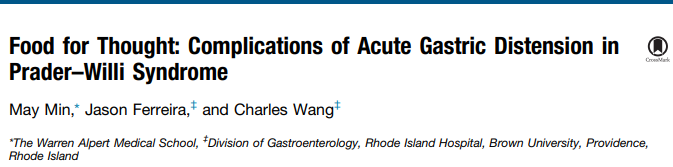 Food for Thought: Complications of Acute Gastric Distension in
Prader–Willi Syndrome
CrossMark
May Min,* Jason Ferreira,‡ and Charles Wang‡
*The Warren Alpert Medical School, ‡Division of Gastroenterology, Rhode Island Hospital, Brown University, Providence,
Rhode Island